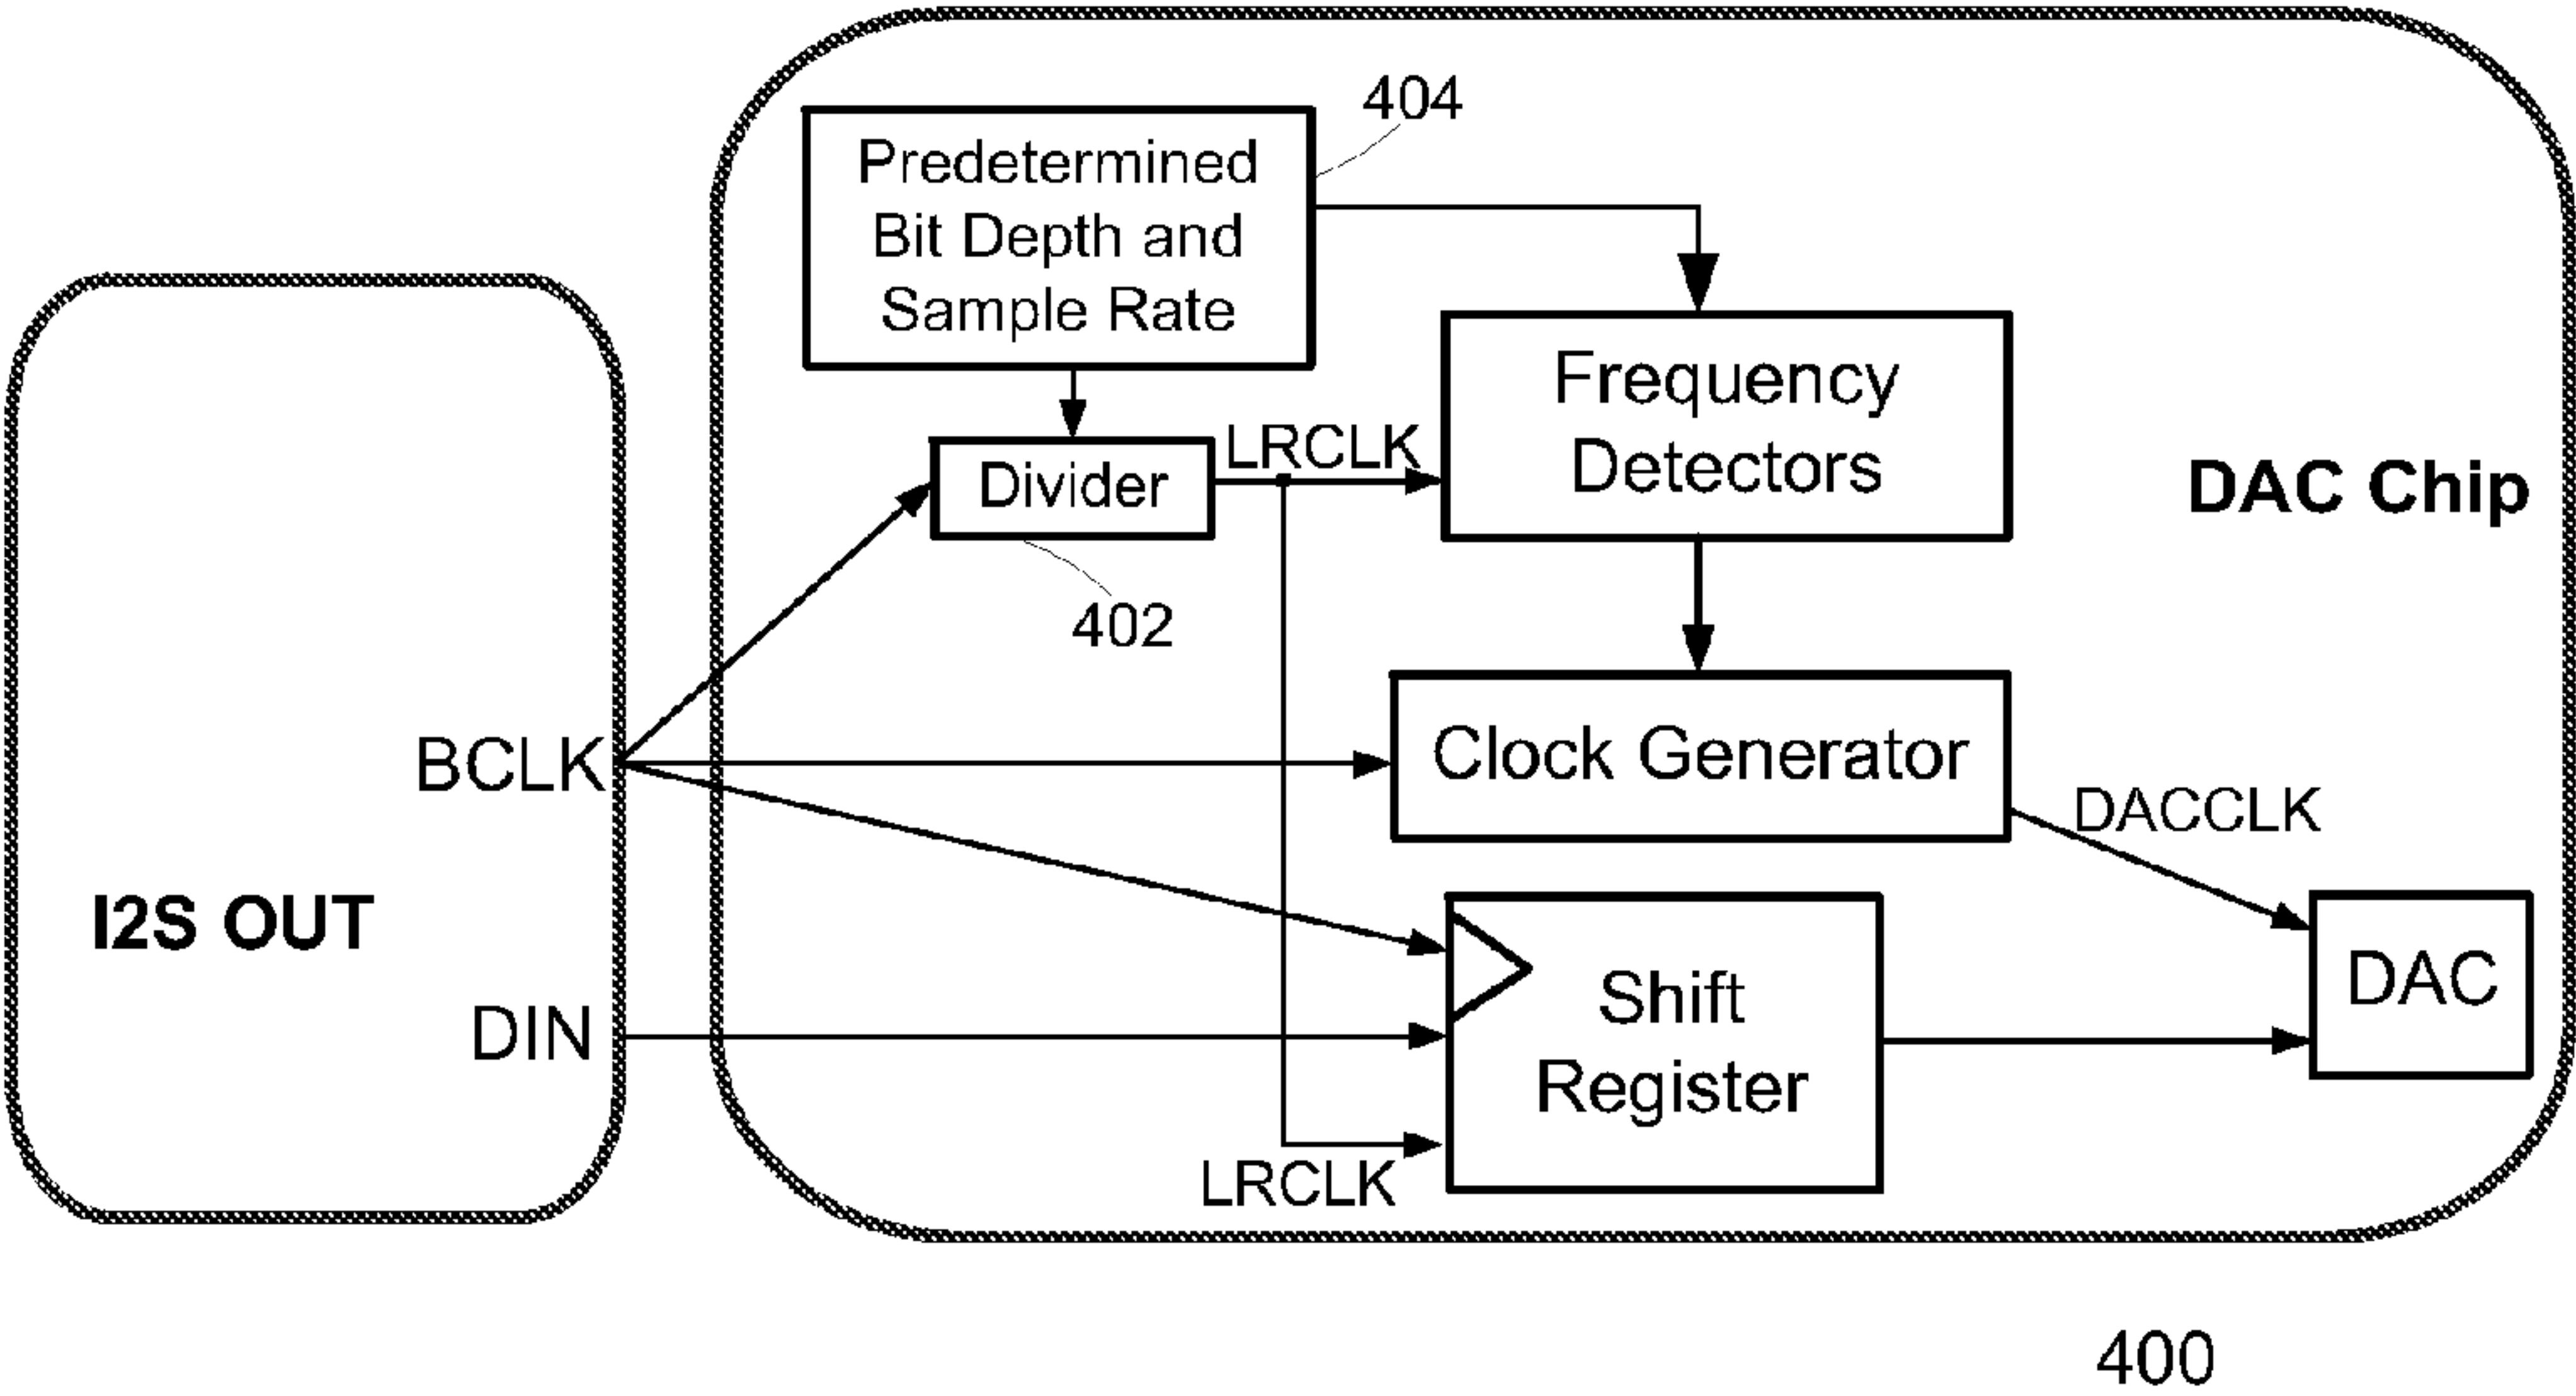 404
Predetermined
Bit Depth and
Sample Rate
Frequency
Detectors
LRCLK
Divider
DAC Chip
402
BCLK
Clock Generator
DACCLK
I2S OUT
DAC
Shift
Register
DIN
LRCLK
400